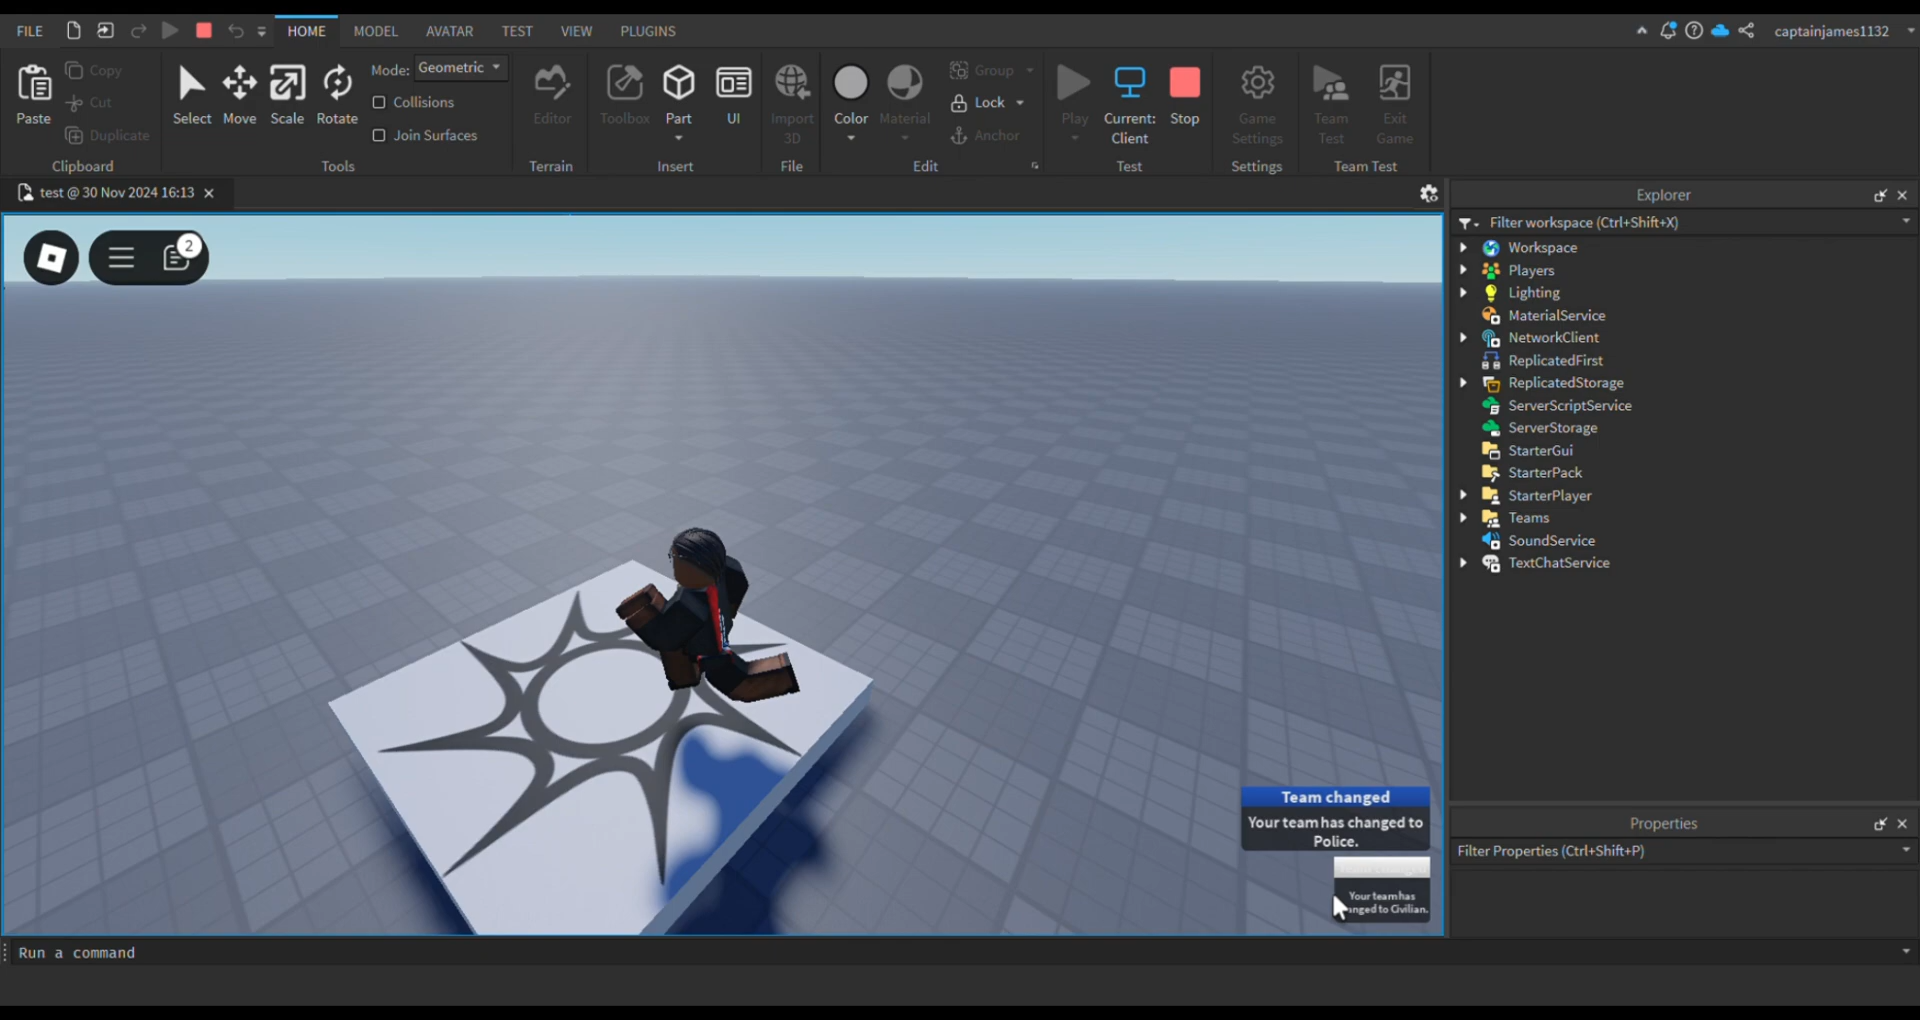 FILE
HOME
MODEL
AVATAR
TEST
VIEW
PLUGINS
captainjames1132
Paste
Copy
Cut
Duplicate
Clipboard
Select
Move
Scale
Rotate
Mode: Geometric
Collisions
Join Surfaces
Tools
Editor
Terrain
Toolbox
Part
UI
Insert
Import
3D
File
Color
Material
Group
Lock
Anchor
Edit
Play
Current:
Client
Stop
Test
Game
Settings
Settings
Team
Test
Exit
Game
Team Test
test @ 30 Nov 2024 16:13
2
Team changed
Your team has changed to
Police.
Your team has
anged to Civilian.
Explorer
Filter workspace (Ctrl+Shift+X)
Workspace
Players
Lighting
MaterialService
NetworkClient
ReplicatedFirst
ReplicatedStorage
ServerScriptService
ServerStorage
StarterGui
StarterPack
StarterPlayer
Teams
SoundService
TextChatService
Properties
Filter Properties (Ctrl+Shift+P)
Run a command